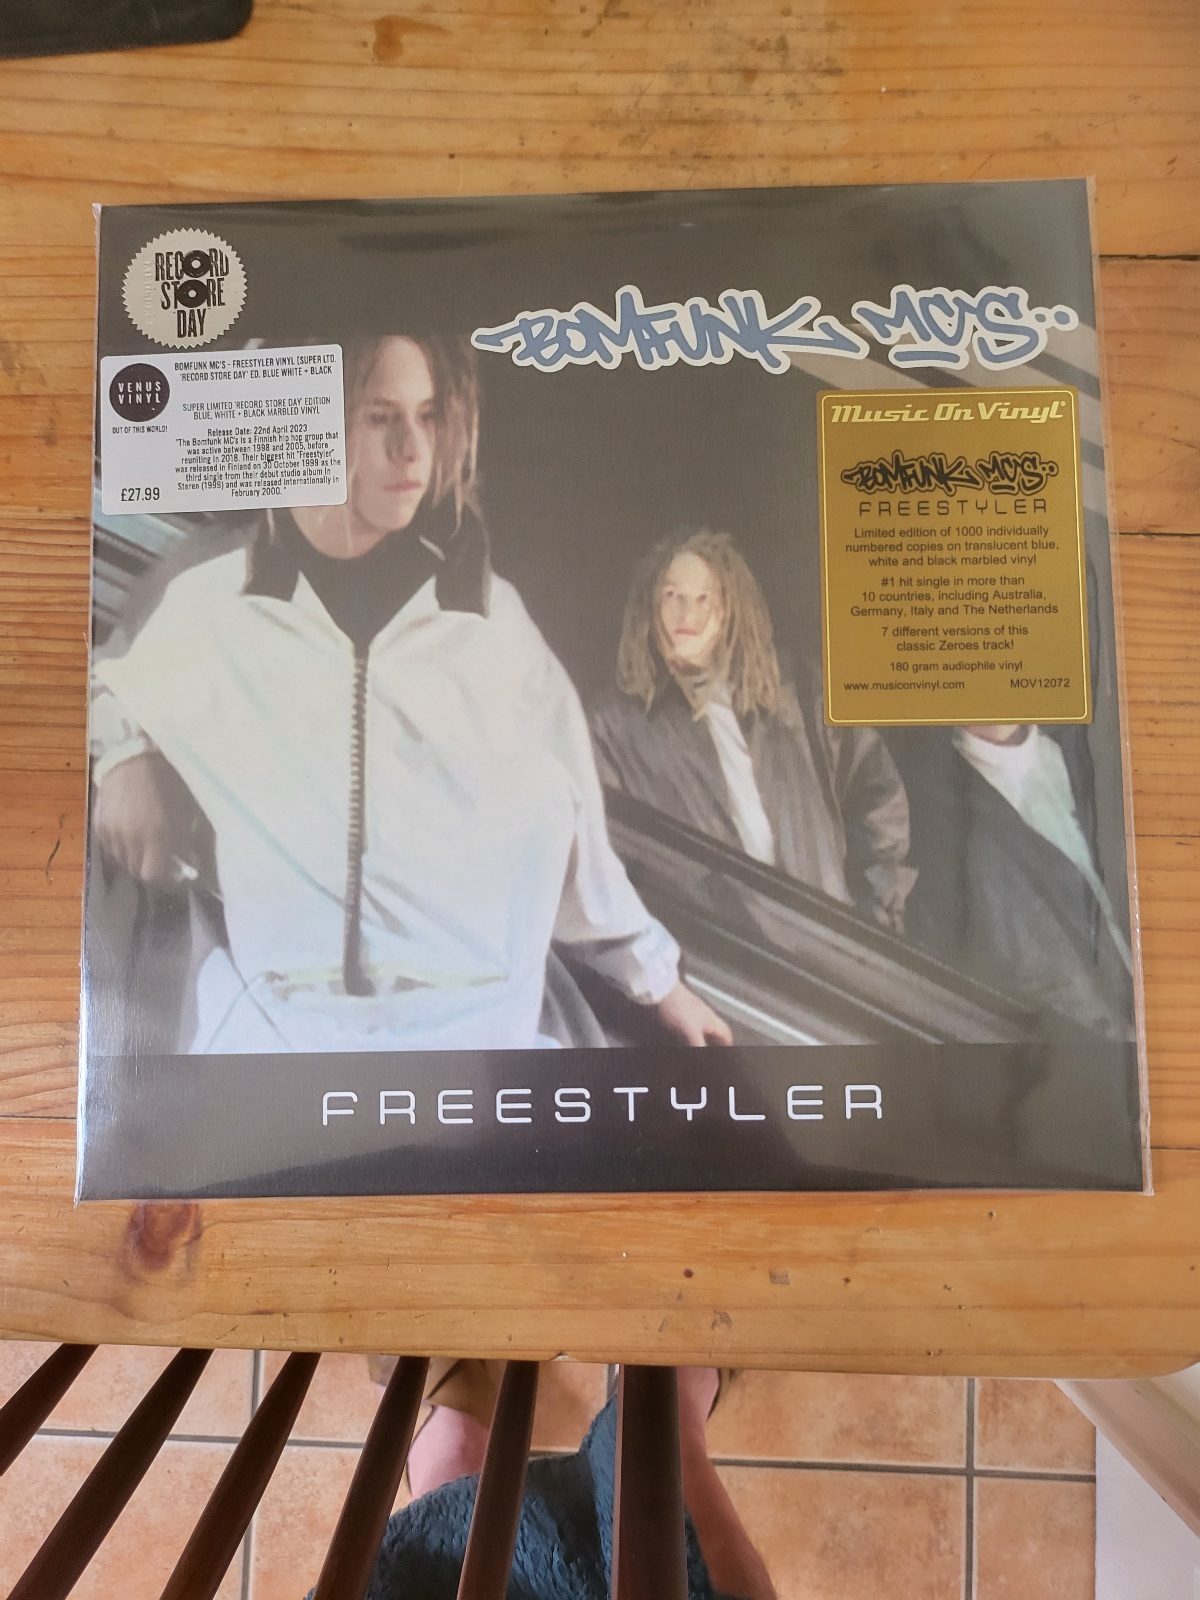 RECORD
STORE
DAY
BOMFUNK MC'S..
VENUS
VINYL
OUT OF THIS WORLD!
£27.99
BOMFUNK MC'S - FREESTYLER VINYL (SUPER LTD.
'RECORD STORE DAY' ED. BLUE WHITE + BLACK
SUPER LIMITED 'RECORD STORE DAY' EDITION
BLUE, WHITE + BLACK MARBLED VINYL
Release Date: 22nd April 2023
"The Bomfunk MC's is a Finnish hip hop group that
was active between 1998 and 2005, before
reuniting in 2018. Their biggest hit "Freestyler"
was released in Finland on 30 October 1998 as the
third single from their debut studio album In
Stereo (1999) and was released internationally in
February 2000."
Music On Vinyl®
BOMFUNK MC'S..
FREESTYLER
Limited edition of 1000 individually
numbered copies on translucent blue,
white and black marbled vinyl
#1 hit single in more than
10 countries, including Australia,
Germany, Italy and The Netherlands
7 different versions of this
classic Zeroes track!
180 gram audiophile vinyl
www.musiconvinyl.com MOV12072
FREESTYLER